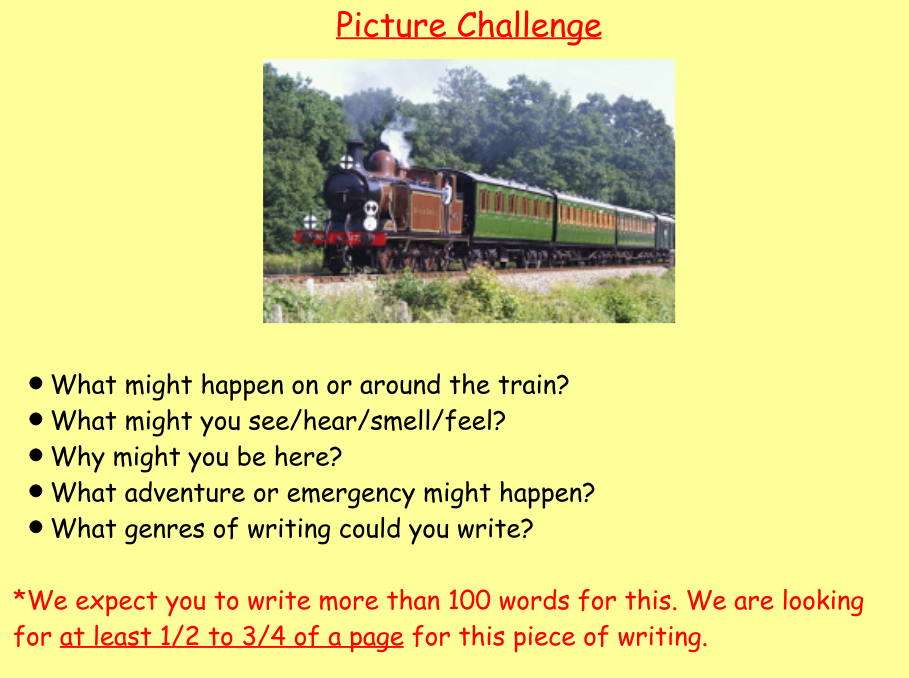 Picture Challenge
• What might happen on or around the train?
• What might you see/hear/smell/feel?
• Why might you be here?
• What adventure or emergency might happen?
• What genres of writing could you write?
*We expect you to write more than 100 words for this. We are looking
for at least 1/2 to 3/4 of a page for this piece of writing.